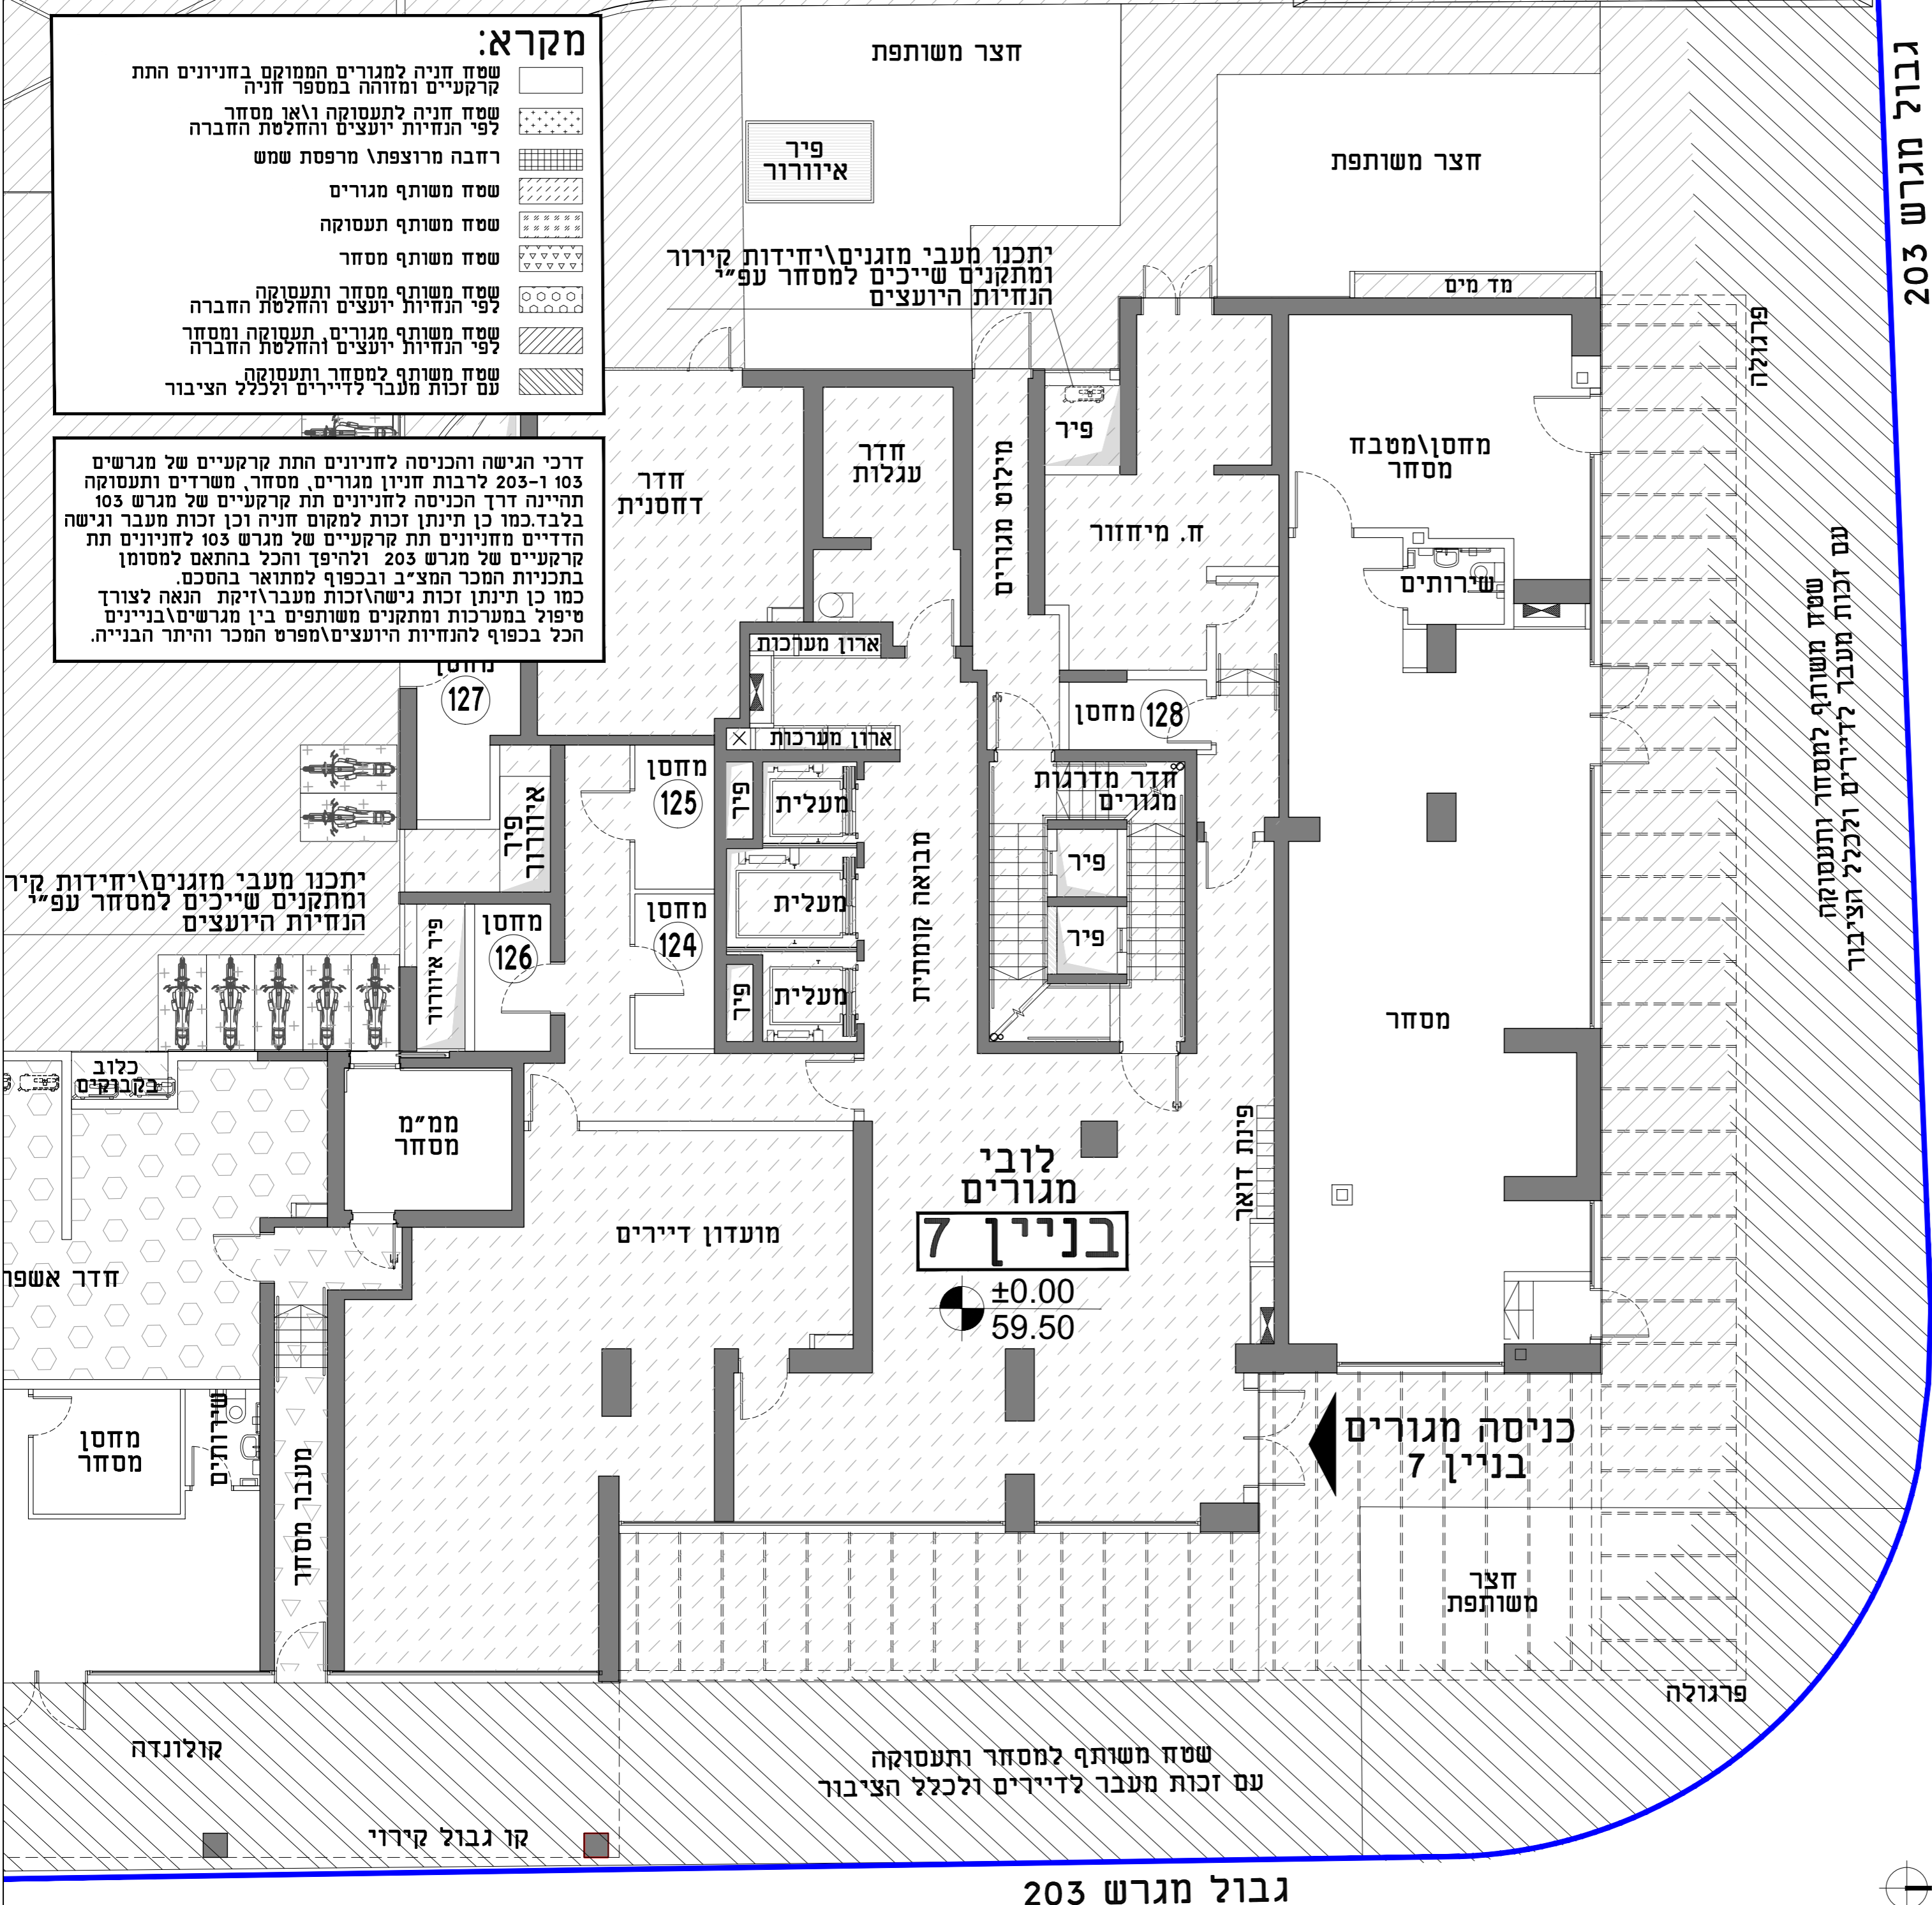 מקרא:
שטח חניה למגורים הממוקם בחניונים התת
קרקעיים ומזוהה במספר חניה
שטח חניה לתעסוקה ו\או מסחר
לפי הנחיות יועצים והחלטת החברה
רחבה מרוצפת\ מרפסת שמש
שטח משותף מגורים
שטח משותף תעסוקה
שטח משותף מסחר
שטח משותף מסחר ותעסוקה
לפי הנחיות יועצים והחלטת החברה
שטח משותף מגורים, תעסוקה ומסחר
לפי הנחיות יועצים והחלטת החברה
שטח משותף למסחר ותעסוקה
עם זכות מעבר לדיירים ולכלל הציבור
דרכי הגישה והכניסה לחניונים התת קרקעיים של מגרשים
103 ו-203 לרבות חניון מגורים, מסחר, משרדים ותעסוקה
תהיינה דרך הכניסה לחניונים תת קרקעיים של מגרש 103
בלבד.כמו כן תינתן זכות למקום חניה וכן זכות מעבר וגישה
הדדיים מחניונים תת קרקעיים של מגרש 103 לחניונים תת
קרקעיים של מגרש 203 ולהיפך והכל בהתאם למסומן
בתכניות המכר המצ״ב ובכפוף למתואר בהסכם.
כמו כן תינתן זכות גישה\זכות מעבר\זיקת הנאה לצורך
טיפול במערכות ומתקנים משותפים בין מגרשים\בניינים
הכל בכפוף להנחיות היועצים\מפרט המכר והיתר הבנייה.
חצר משותפת
פיר
איוורור
חצר משותפת
גבול מגרש 203
יתכנו מעבי מזגנים\יחידות קירור
ומתקנים שייכים למסחר עפ״י
הנחיות היועצים
מד מים
פרגולה
פיר
מחסן\מטבח
מסחר
חדר
עגלות
חדר
דחסנית
מילוט מגורים
ח. מיחזור
שירותים
שטח משותף למסחר ותעסוקה
עם זכות מעבר לדיירים ולכלל הציבור
ארון מערכות
מחסן
127
מחסן 128
ארון מערכות
חדר מדרגות
מגורים
מחסן
125
פיר
מעלית
פיר
איוורור
פיר
מבואה קומתית
יתכנו מעבי מזגנים\יחידות קיר
ומתקנים שייכים למסחר עפ״י
הנחיות היועצים
מחסן
124
מעלית
פיר
מחסן
126
פיר איוורור
פיר
מעלית
מסחר
כלוב
בקבוקים
ממ״מ
מסחר
פינת דואר
לובי
מגורים
בניין 7
±0.00
59.50
מועדון דיירים
חדר אשפה
כניסה מגורים
בניין 7
מחסן
מסחר
שירותים
מעבר מסחר
חצר
משותפת
פרגולה
קולונדה
שטח משותף למסחר ותעסוקה
עם זכות מעבר לדיירים ולכלל הציבור
קו גבול קירוי
גבול מגרש 203